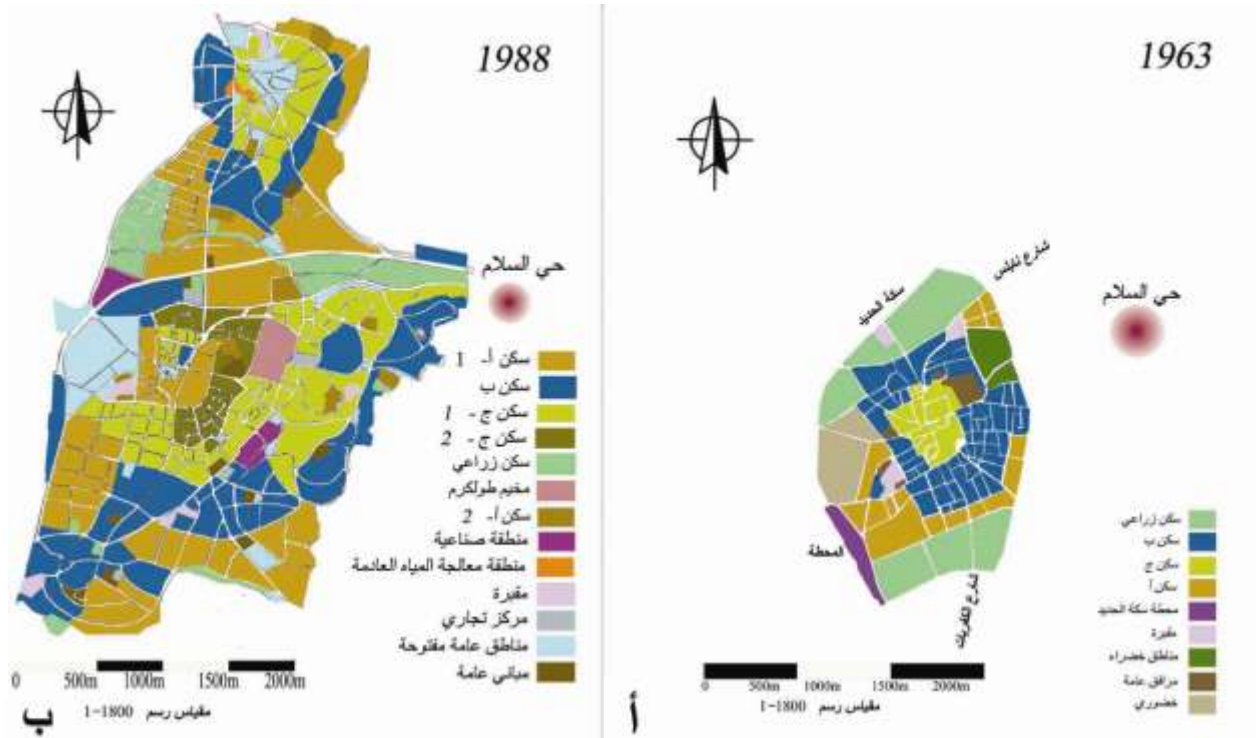 1963
شارع نابلس
سكة الحديد
حي السلام
المحطة
شارع الكفريات
سكن زراعي
سكن ب
سكن ج
سكن أ
محطة سكة الحديد
مقبرة
مناطق خضراء
مرافق عامة
خضوري
0 500m 1000m 1500m 2000m
مقياس رسم 1800-1
أ
1988
حي السلام
سكن أ- 1
سكن ب
سكن ج - 1
سكن ج - 2
سكن زراعي
مخيم طولكرم
سكن أ- 2
منطقة صناعية
منطقة معالجة المياه العادمة
مقبرة
مركز تجاري
مناطق عامة مفتوحة
مباني عامة
0 500m 1000m 1500m 2000m
مقياس رسم 1800-1
ب